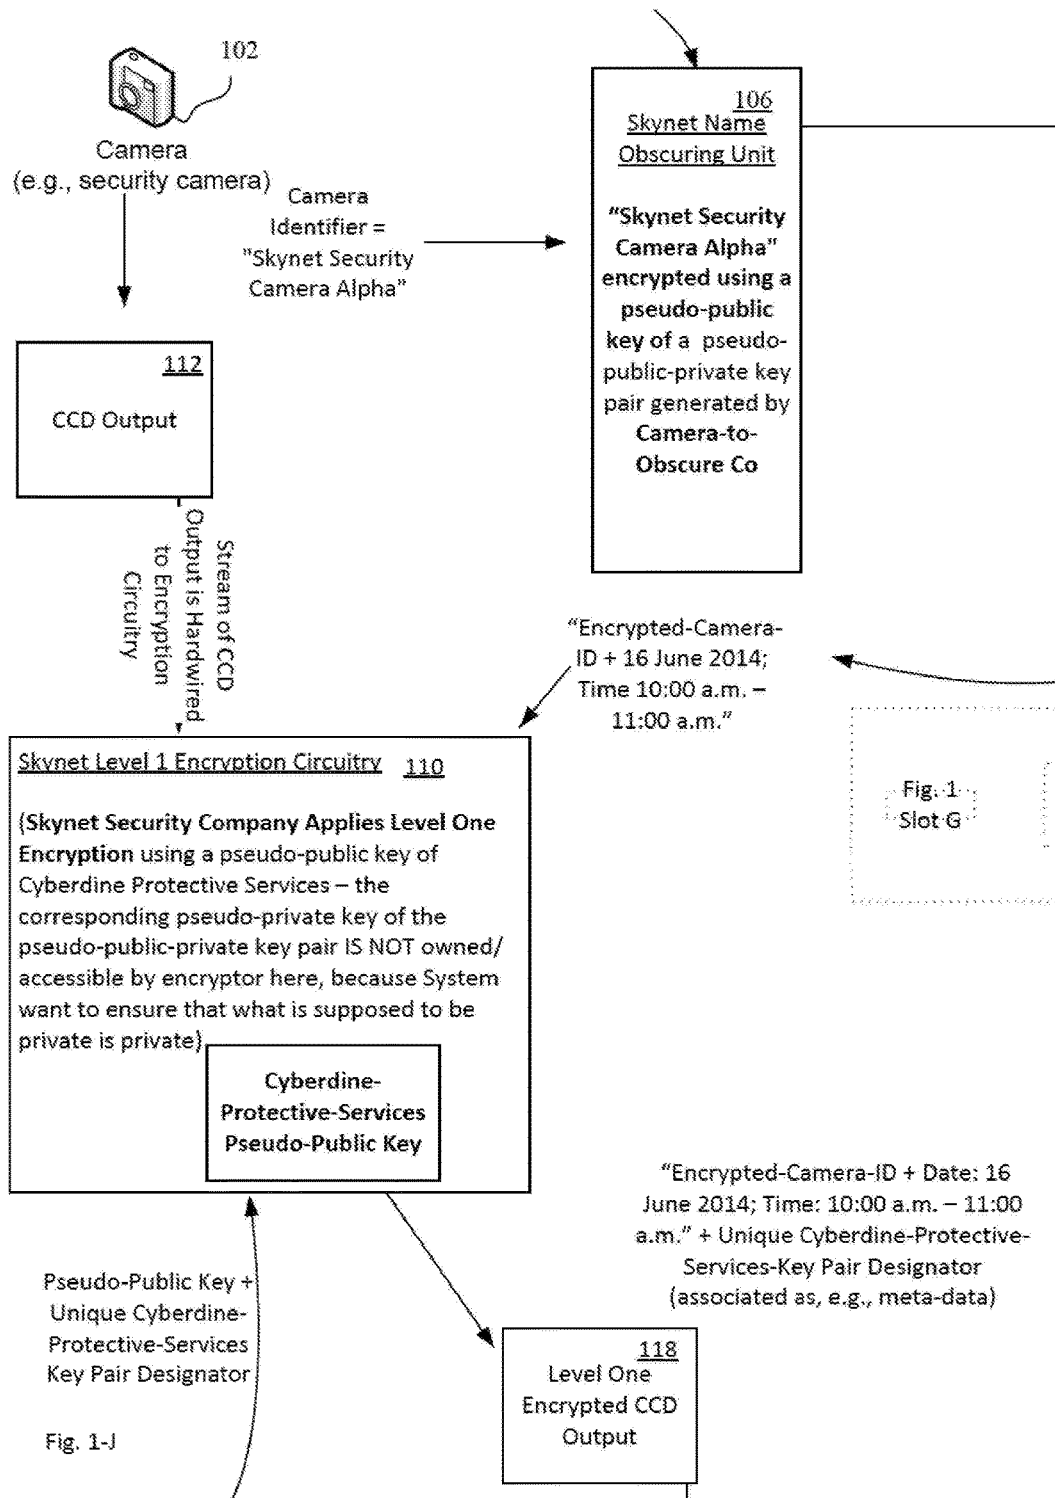 102
Camera
(e.g., security camera)
Camera
Identifier =
"Skynet Security
Camera Alpha"
106
Skynet Name
Obscuring Unit
“Skynet Security
Camera Alpha"
encrypted using a
pseudo-public
key of a pseudo-
public-private key
pair generated by
Camera-to-
Obscure Co
112
CCD Output
Stream of CCD
Output is Hardwired
to Encryption
Circuitry
“Encrypted-Camera-
ID + 16 June 2014;
Time 10:00 a.m. –
11:00 a.m.”
Fig. 1
Slot G
Skynet Level 1 Encryption Circuitry 110
(Skynet Security Company Applies Level One
Encryption using a pseudo-public key of
Cyberdine Protective Services – the
corresponding pseudo-private key of the
pseudo-public-private key pair IS NOT owned/
accessible by encryptor here, because System
want to ensure that what is supposed to be
private is private)
Cyberdine-
Protective-Services
Pseudo-Public Key
“Encrypted-Camera-ID + Date: 16
June 2014; Time: 10:00 a.m. – 11:00
a.m.” + Unique Cyberdine-Protective-
Services-Key Pair Designator
(associated as, e.g., meta-data)
Pseudo-Public Key +
Unique Cyberdine-
Protective-Services
Key Pair Designator
118
Level One
Encrypted CCD
Output
Fig. 1-J